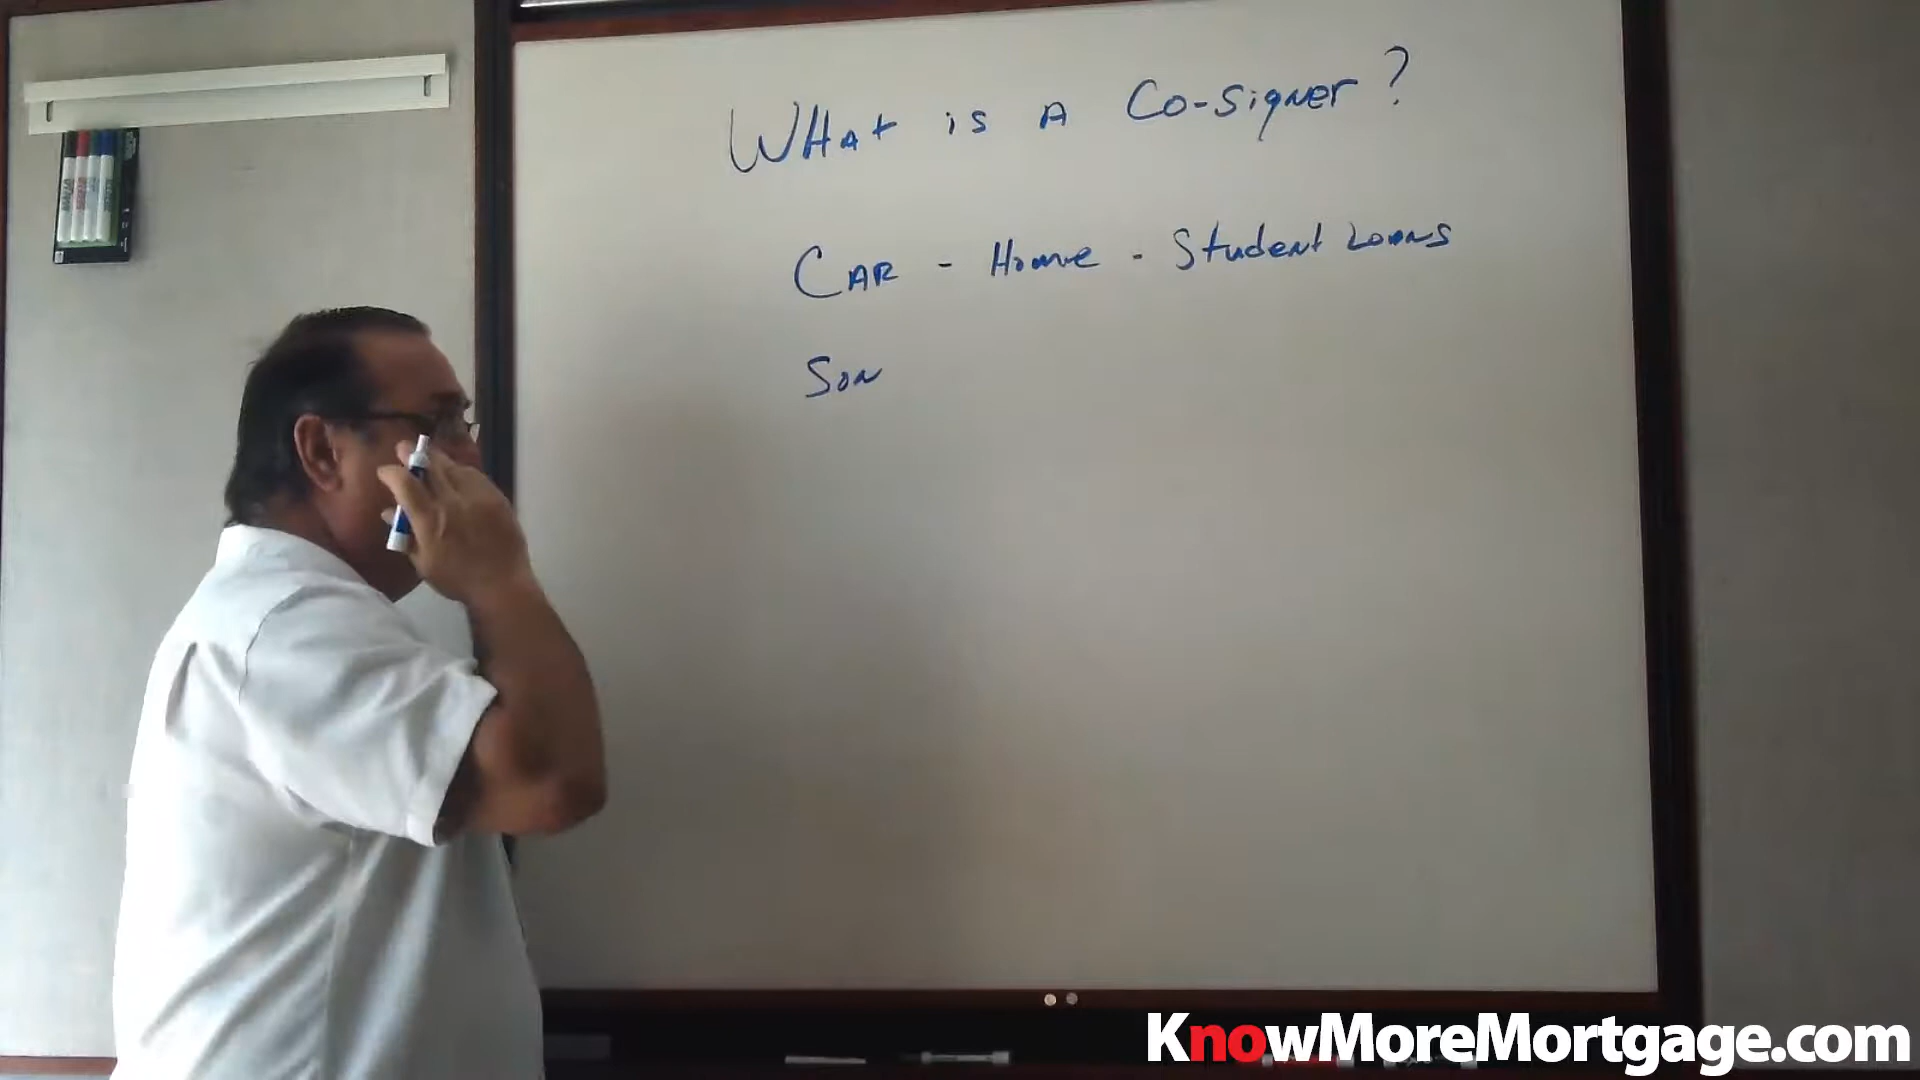 WHAt is A Co-signer?
CAR - Home - Student Loans
Son
KnowMoreMortgage.com